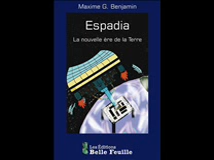 Maxime G. Benjamin
Espadia
La nouvelle ère de la Terre
Les Éditions
Belle Feuille